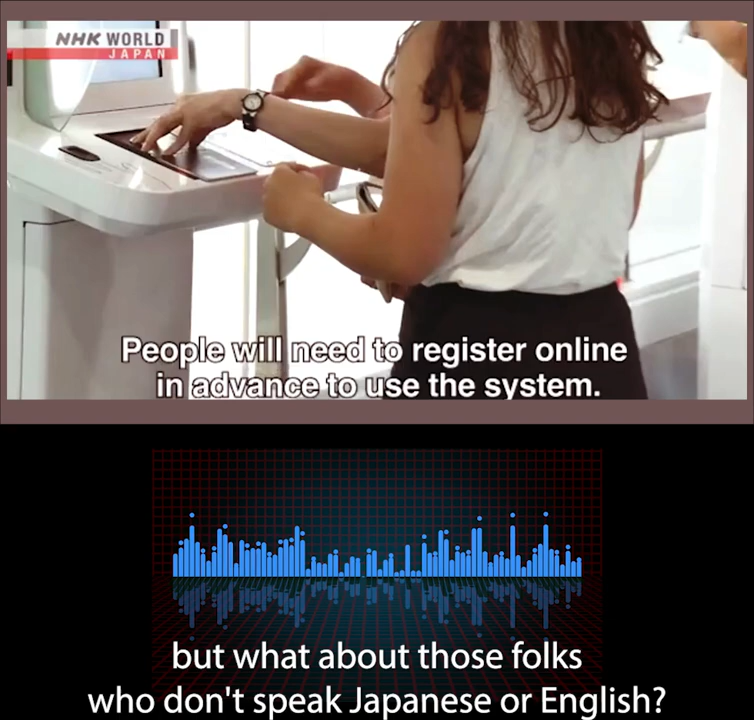 NHK WORLD
JAPAN
People will need to register online
in advance to use the system.
but what about those folks
who don't speak Japanese or English?